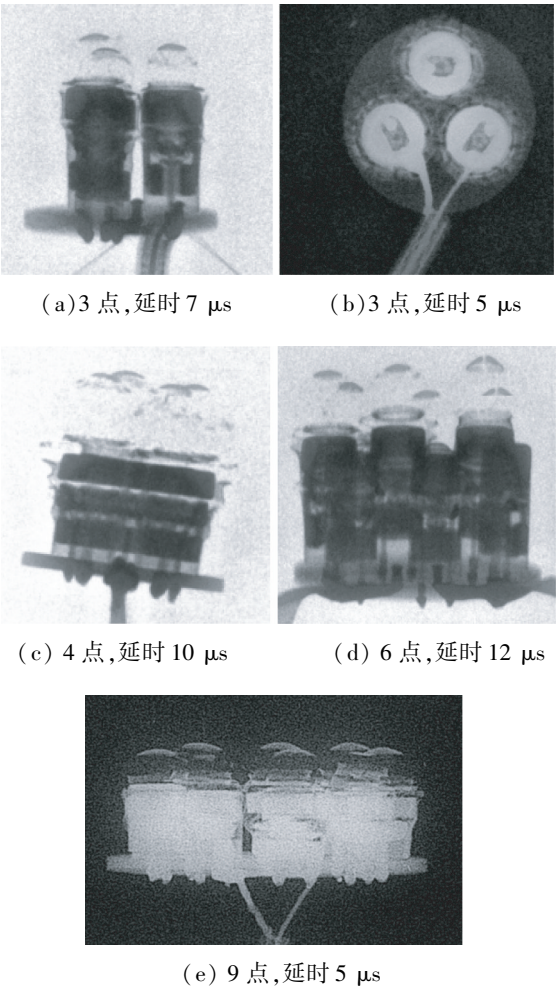 (a)3 点,延时 7 μs
(b)3 点,延时 5 μs
(c) 4 点,延时 10 μs
(d) 6 点,延时 12 μs
(e) 9 点,延时 5 μs